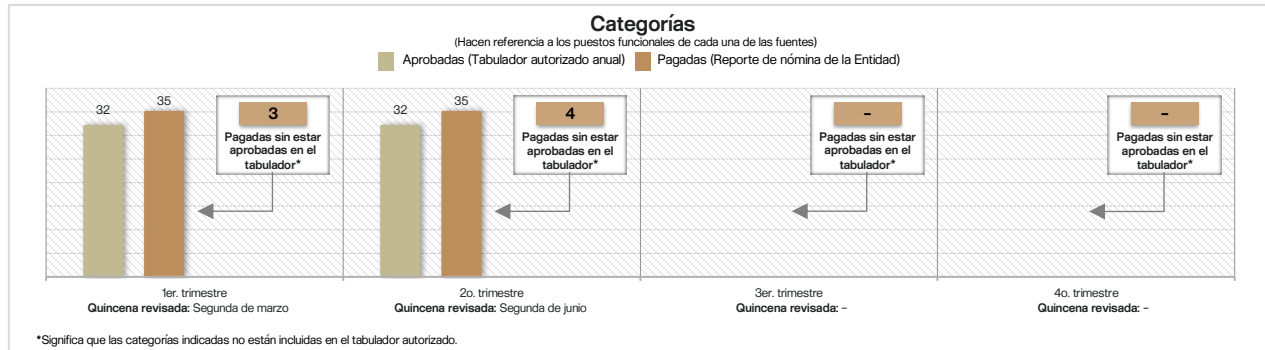 Categorías
(Hacen referencia a los puestos funcionales de cada una de las fuentes)
Aprobadas (Tabulador autorizado anual) Pagadas (Reporte de nómina de la Entidad)
32
35
3
Pagadas sin estar
aprobadas en el
tabulador*
32
35
4
Pagadas sin estar
aprobadas en el
tabulador*
-
Pagadas sin estar
aprobadas en el
tabulador*
-
Pagadas sin estar
aprobadas en el
tabulador*
1er. trimestre
Quincena revisada: Segunda de marzo
2o. trimestre
Quincena revisada: Segunda de junio
3er. trimestre
Quincena revisada: -
4o. trimestre
Quincena revisada: -
*Significa que las categorías indicadas no están incluidas en el tabulador autorizado.